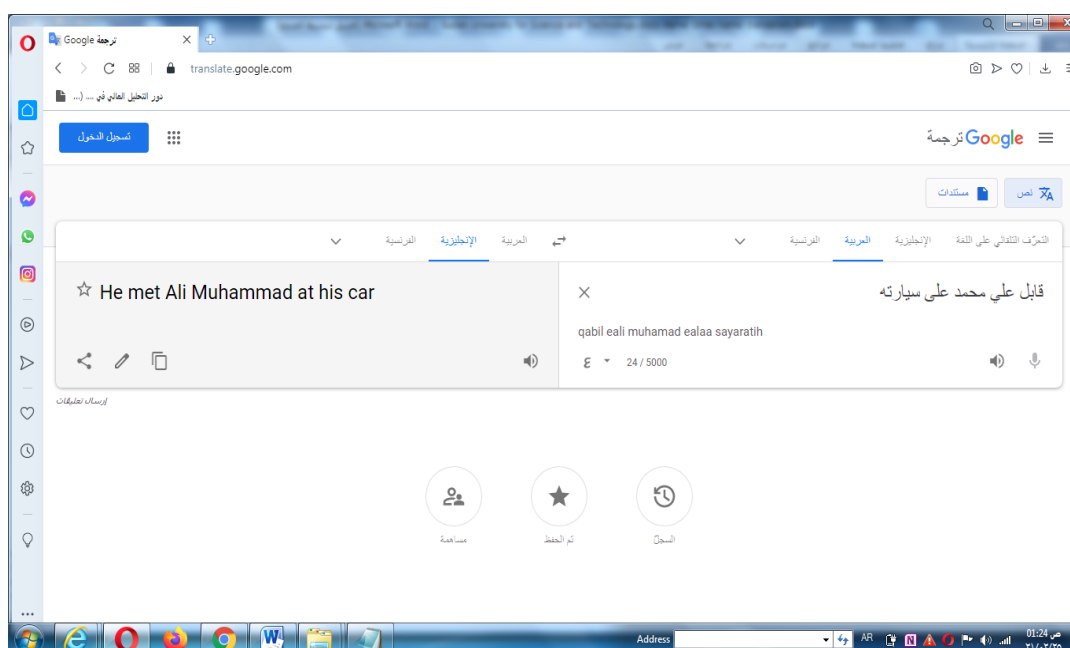 ترجمة Google
translate.google.com
دور التحليل العاني في .... (...
ترجمة Google
تسجيل الدخول
نص
مستندات
التعرّف التلقائي على اللغة
الإنجليزية
العربية
الفرنسية
العربية
الإنجليزية
الفرنسية
قابل علي محمد على سيارته
qabil eali muhamad ealaa sayaratih
24 / 5000
ع
He met Ali Muhammad at his car
إرسال تعليقات
السجلّ
تم الحفظ
مساهمة
Address
AR
01:24 ص